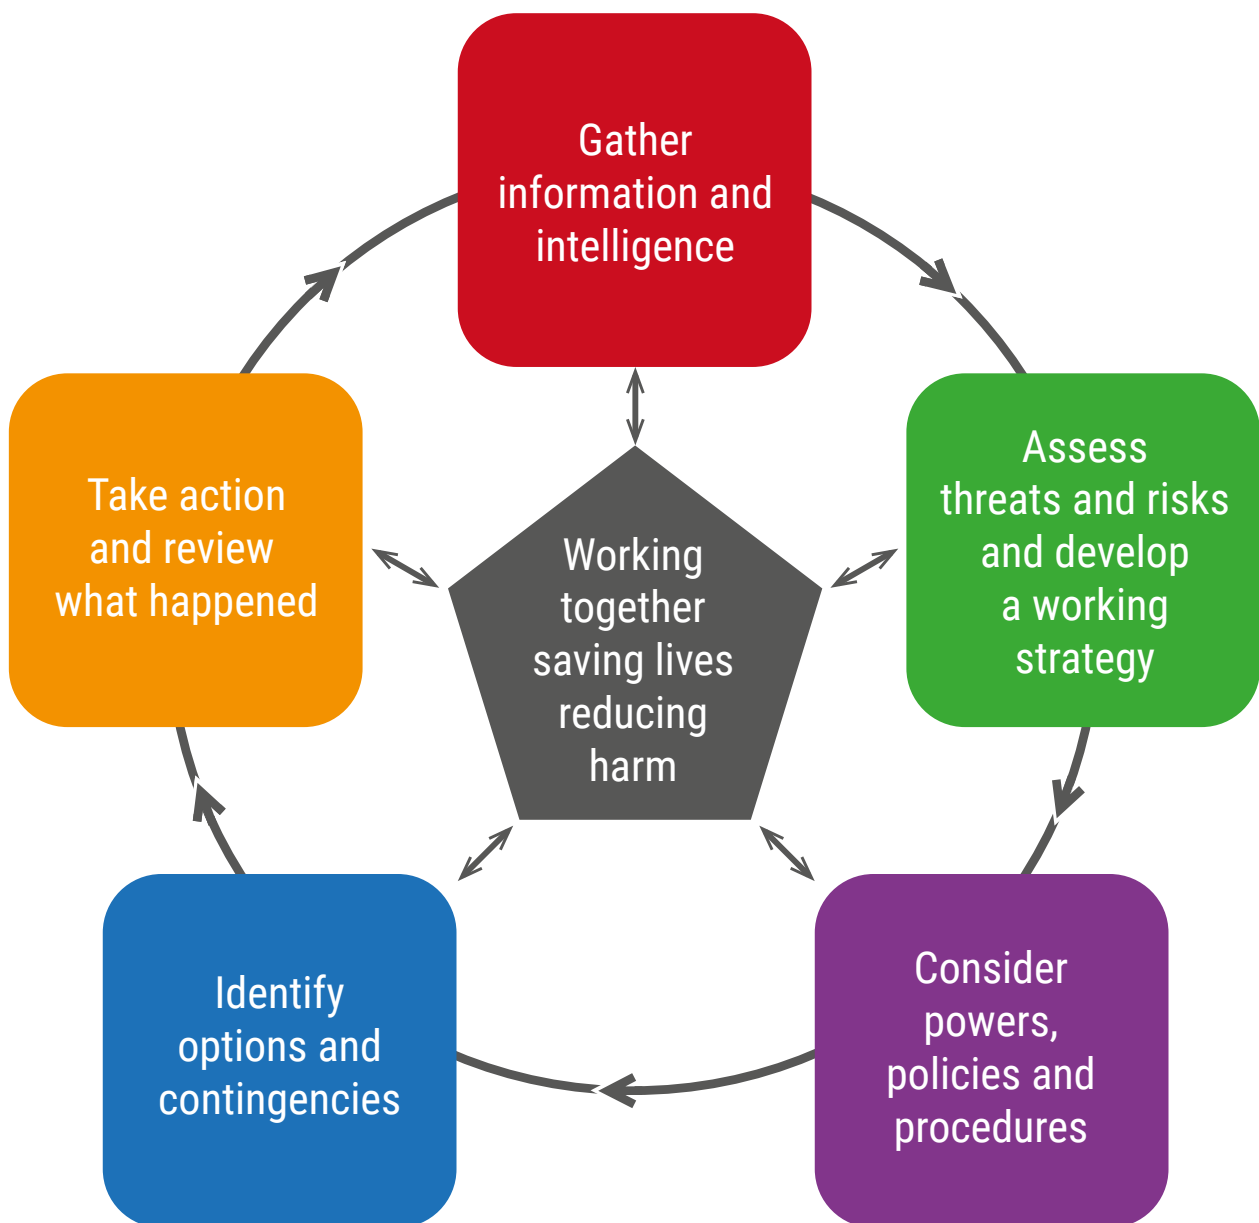 Gather
information and
intelligence
Assess
threats and risks
and develop
a working
strategy
Consider
powers,
policies and
procedures
Identify
options and
contingencies
Take action
and review
what happened
Working
together
saving lives
reducing
harm